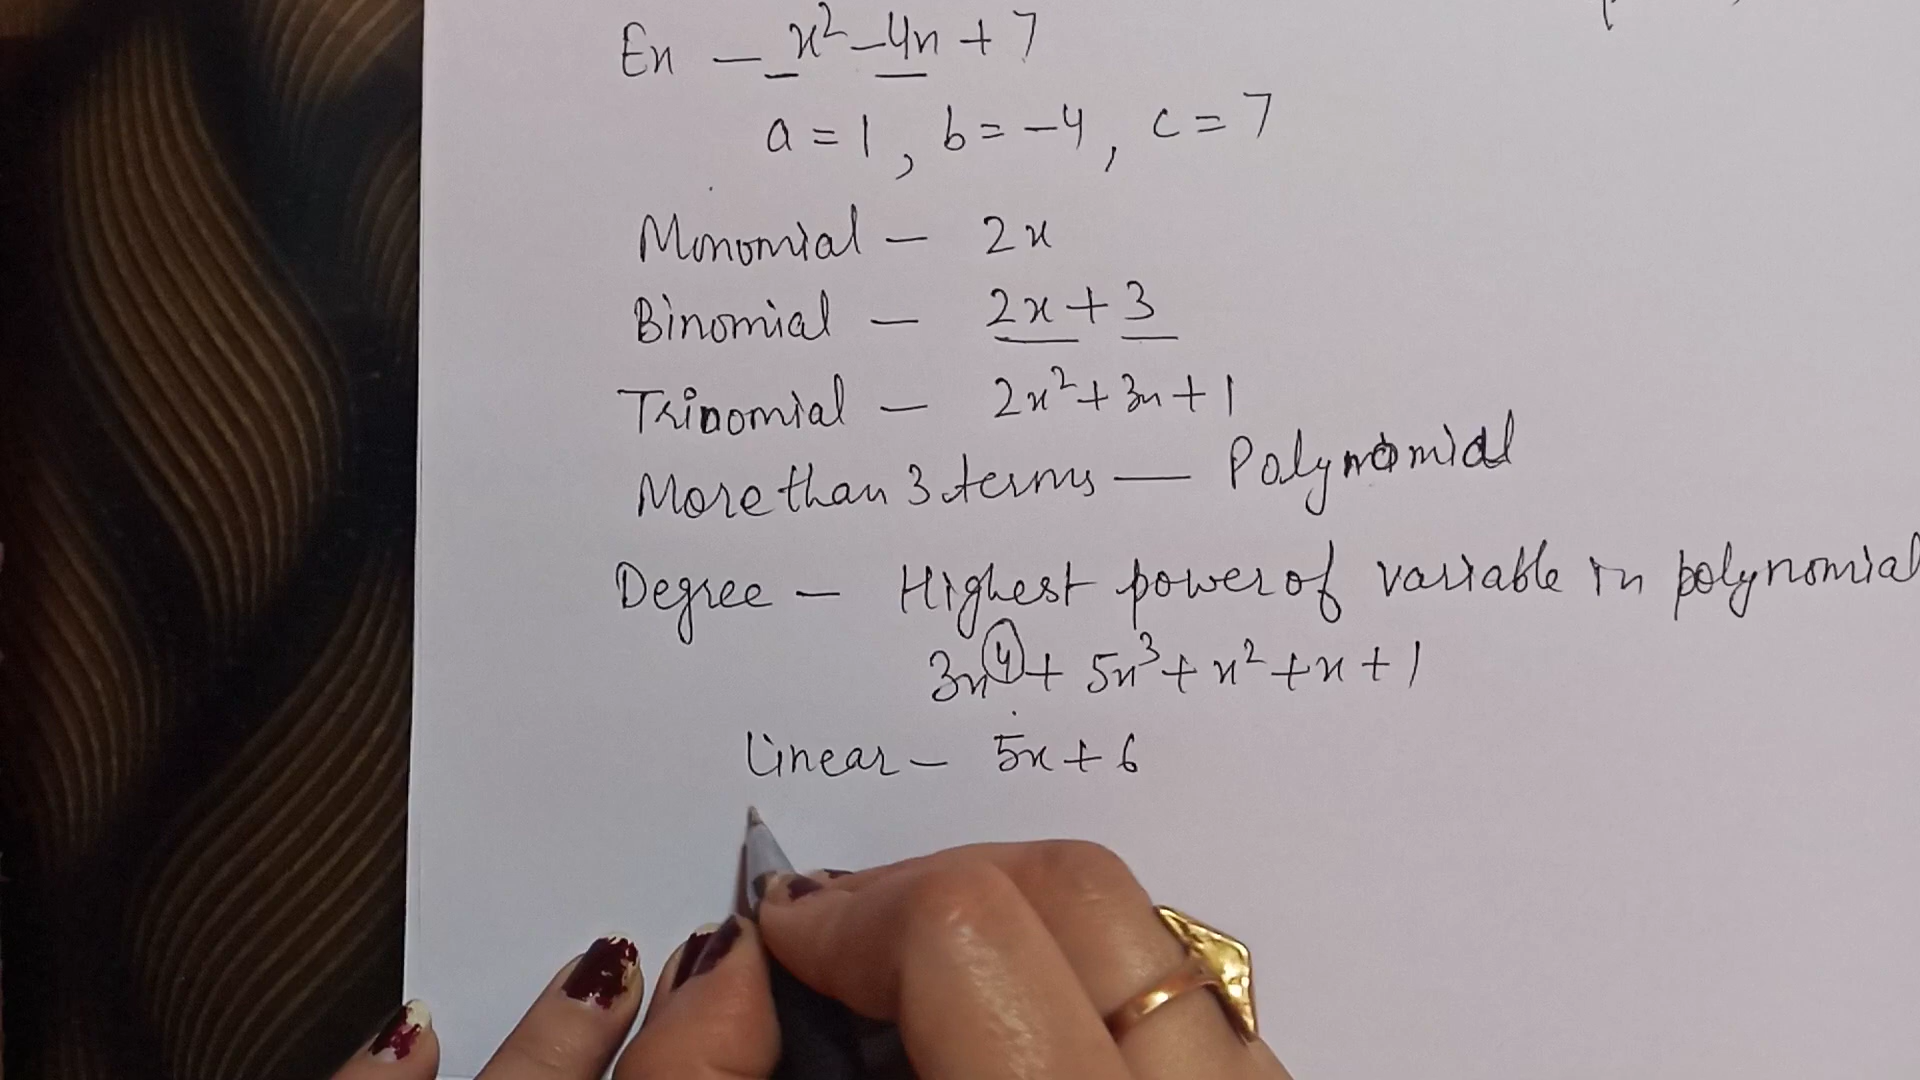 Ex — x² - 4x + 7
a = 1, b = -4, c = 7
Monomial — 2x
Binomial — 2x + 3
Trinomial — 2x² + 3x + 1
More than 3 terms — Polynomial
Degree — Highest power of variable in polynomial
3x⁴ + 5x³ + x² + x + 1
Linear — 5x + 6